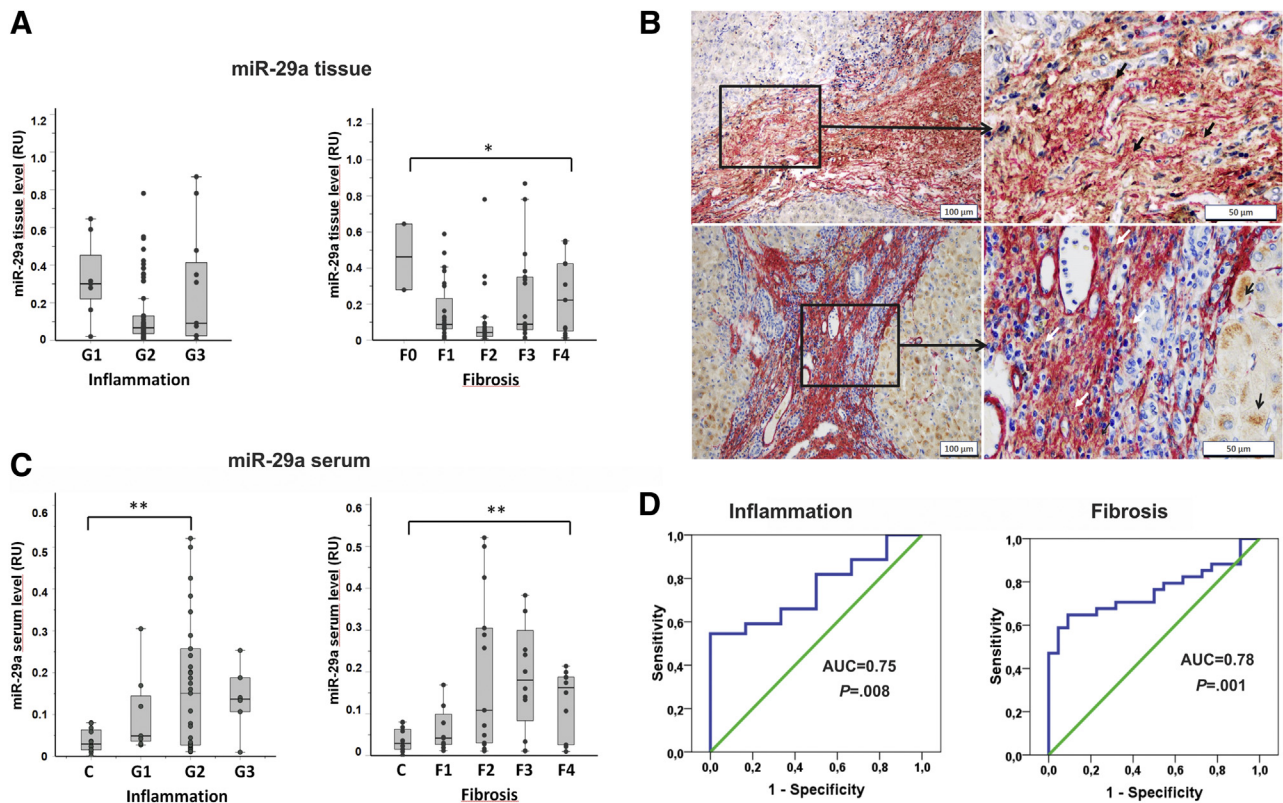 A
miR-29a tissue
miR-29a tissue level (RU)
1.2
1.0
0.8
0.6
0.4
0.2
0
G1 G2 G3
Inflammation
miR-29a tissue level (RU)
1.2
1.0
0.8
0.6
0.4
0.2
0
*
F0 F1 F2 F3 F4
Fibrosis
B
100 µm
50 µm
100 µm
50 µm
C
miR-29a serum
miR-29a serum level (RU)
0.6
0.5
0.4
0.3
0.2
0.1
0
**
C G1 G2 G3
Inflammation
miR-29a serum level (RU)
0.6
0.5
0.4
0.3
0.2
0.1
0
**
C F1 F2 F3 F4
Fibrosis
D
Inflammation
Sensitivity
1,0
0,8
0,6
0,4
0,2
0,0
AUC=0.75
P=.008
0,0 0,2 0,4 0,6 0,8 1,0
1 - Specificity
Fibrosis
Sensitivity
1,0
0,8
0,6
0,4
0,2
0,0
AUC=0.78
P=.001
0,0 0,2 0,4 0,6 0,8 1,0
1 - Specificity